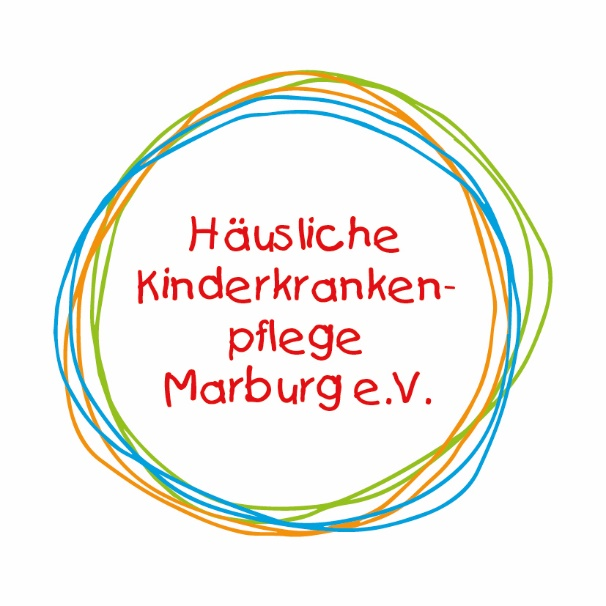 Häusliche
Kinderkranken-
pflege
Marburg e.V.